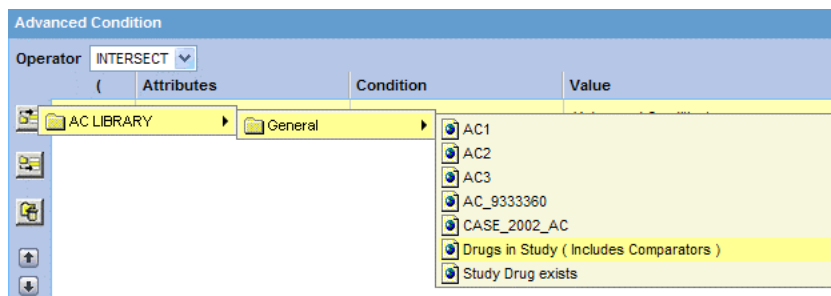 Advanced Condition
Operator INTERSECT
( Attributes Condition Value
AC LIBRARY
General
AC1
AC2
AC3
AC_9333360
CASE_2002_AC
Drugs in Study ( Includes Comparators )
Study Drug exists